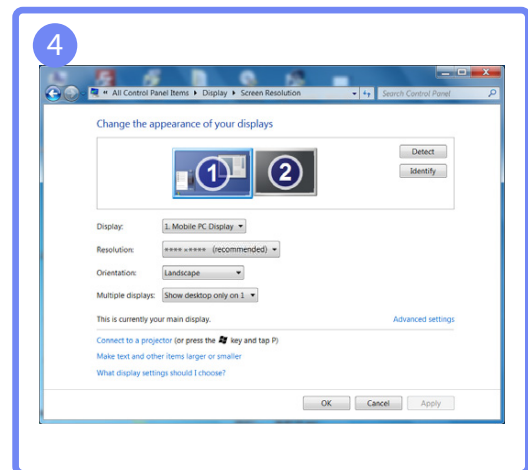 4
« All Control Panel Items ▸ Display ▸ Screen Resolution
Search Control Panel
Change the appearance of your displays
1 2
Detect
Identify
Display: 1. Mobile PC Display
Resolution: ****×**** (recommended)
Orientation: Landscape
Multiple displays: Show desktop only on 1
This is currently your main display. Advanced settings
Connect to a projector (or press the key and tap P)
Make text and other items larger or smaller
What display settings should I choose?
OK Cancel Apply